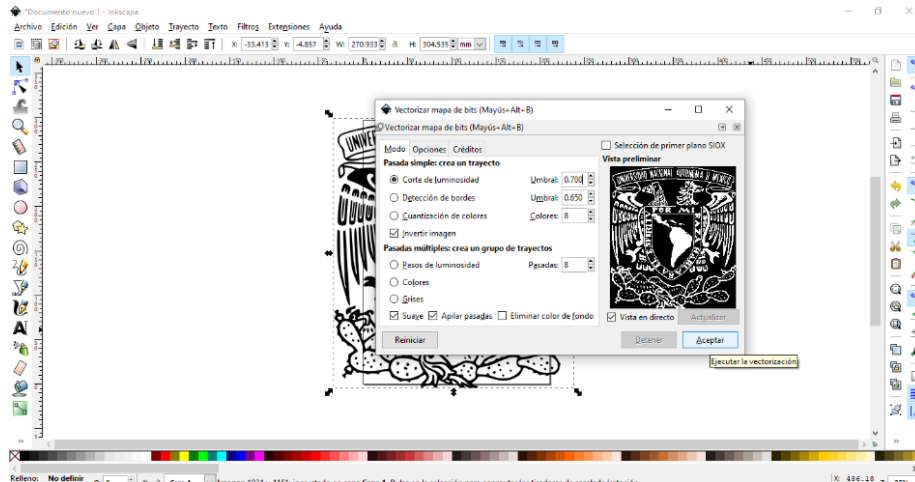 *Documento nuevo 1 - Inkscape
Archivo Edición Ver Capa Objeto Trayecto Texto Filtros Extensiones Ayuda
X: -33.413 Y: -4.857 W: 270.933 H: 304.535 mm
Vectorizar mapa de bits (Mayús+Alt+B)
Vectorizar mapa de bits (Mayús+Alt+B)
Modo Opciones Créditos
Selección de primer plano SIOX
Pasada simple: crea un trayecto
Vista preliminar
Corte de luminosidad Umbral: 0.700
Detección de bordes Umbral: 0.650
Cuantización de colores Colores: 8
Invertir imagen
Pasadas múltiples: crea un grupo de trayectos
Pasos de luminosidad Pasadas: 8
Colores
Grises
Suave Apilar pasadas Eliminar color de fondo
Vista en directo Actualizar
Reiniciar Detener Aceptar
Ejecutar la vectorización
UNIVE
POR MI
Relleno: No definir
X: 436.18